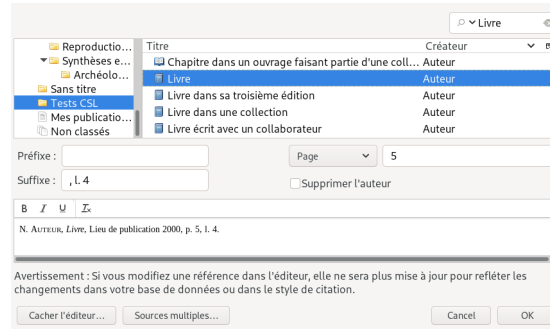 Livre
Reproductio...
Titre
Créateur
Synthèses e...
Chapitre dans un ouvrage faisant partie d'une coll...
Auteur
Archéolo...
Livre
Auteur
Sans titre
Livre dans sa troisième édition
Auteur
Tests CSL
Livre dans une collection
Auteur
Mes publicatio...
Livre écrit avec un collaborateur
Auteur
Non classés
Préfixe :
Page
5
Suffixe :
, l. 4
Supprimer l'auteur
B I U Tx
N. AUTEUR, Livre, Lieu de publication 2000, p. 5, l. 4.
Avertissement : Si vous modifiez une référence dans l'éditeur, elle ne sera plus mise à jour pour refléter les
changements dans votre base de données ou dans le style de citation.
Cacher l'éditeur...
Sources multiples...
Cancel
OK